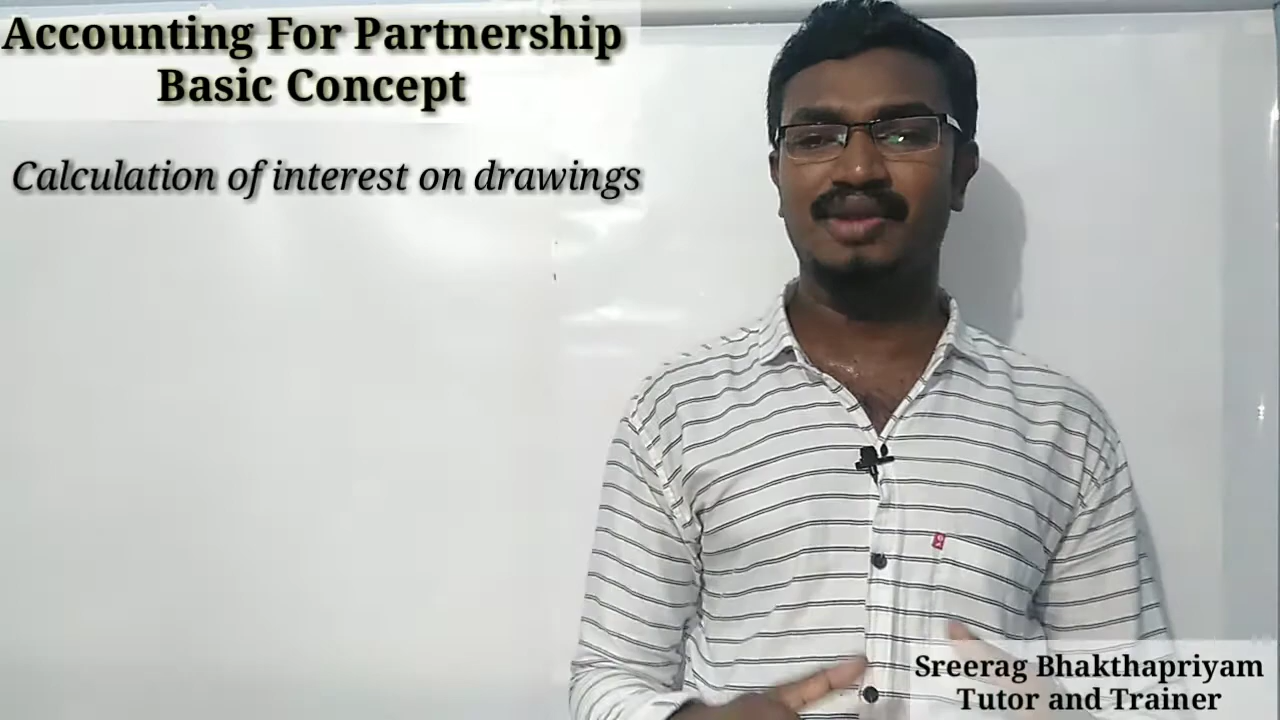 Accounting For Partnership
Basic Concept
Calculation of interest on drawings
Sreerag Bhakthapriyam
Tutor and Trainer